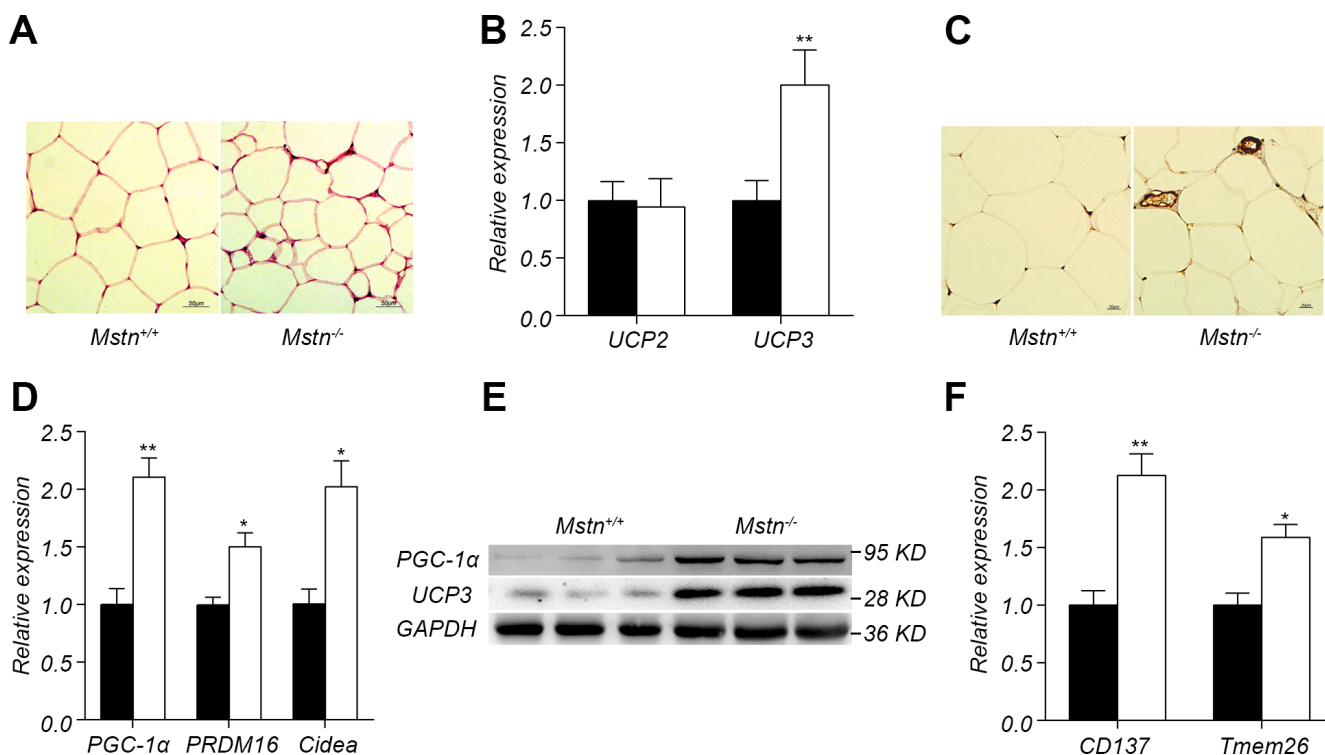 A
50μm
50μm
Mstn+/+ Mstn-/-
B
Relative expression
2.5
2.0
1.5
1.0
0.5
0.0
**
UCP2 UCP3
C
Mstn+/+ Mstn-/-
D
Relative expression
2.5
2.0
1.5
1.0
0.5
0.0
** * *
PGC-1α PRDM16 Cidea
E
Mstn+/+ Mstn-/-
PGC-1α 95 KD
UCP3 28 KD
GAPDH 36 KD
F
Relative expression
2.5
2.0
1.5
1.0
0.5
0.0
** *
CD137 Tmem26